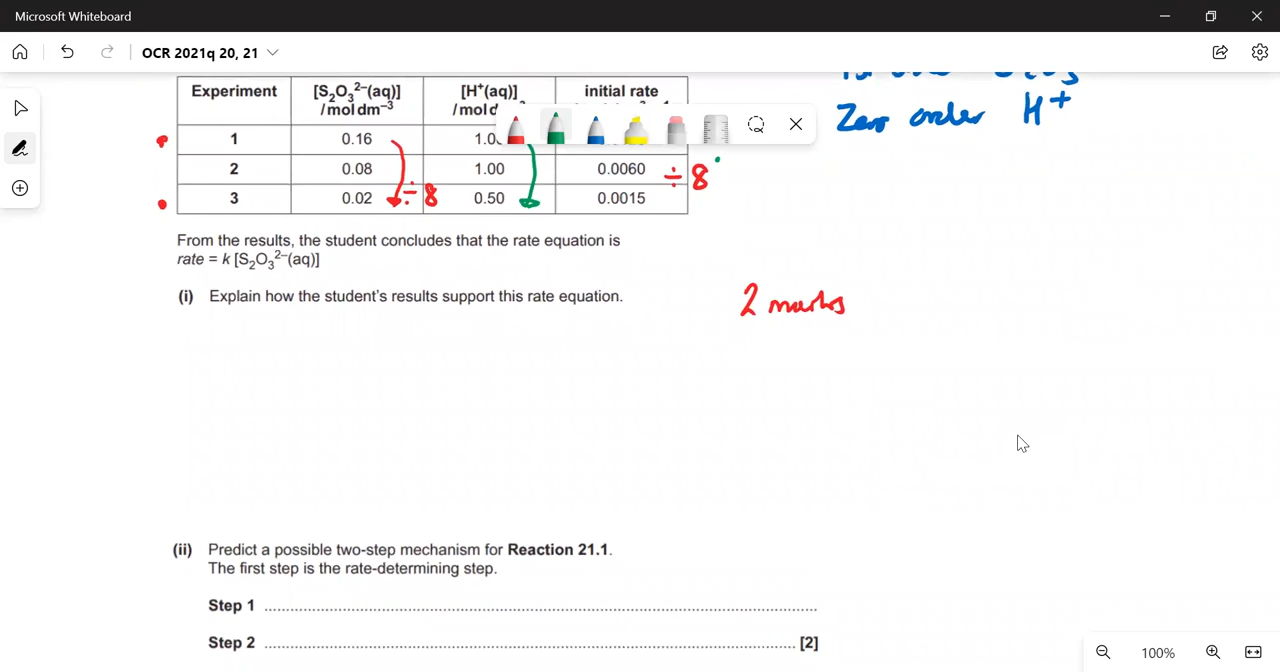 Microsoft Whiteboard
OCR 2021q 20, 21
Zero order H⁺
Experiment [S₂O₃²⁻(aq)] /mol dm⁻³ [H⁺(aq)] /mol d initial rate
1 0.16
2 0.08 1.00 0.0060 ÷ 8
3 0.02 ÷ 8 0.50 0.0015
From the results, the student concludes that the rate equation is
rate = k [S₂O₃²⁻(aq)]
(i) Explain how the student's results support this rate equation.
2 marks
(ii) Predict a possible two-step mechanism for Reaction 21.1.
The first step is the rate-determining step.
Step 1 ..........
Step 2 .......... [2]
100%